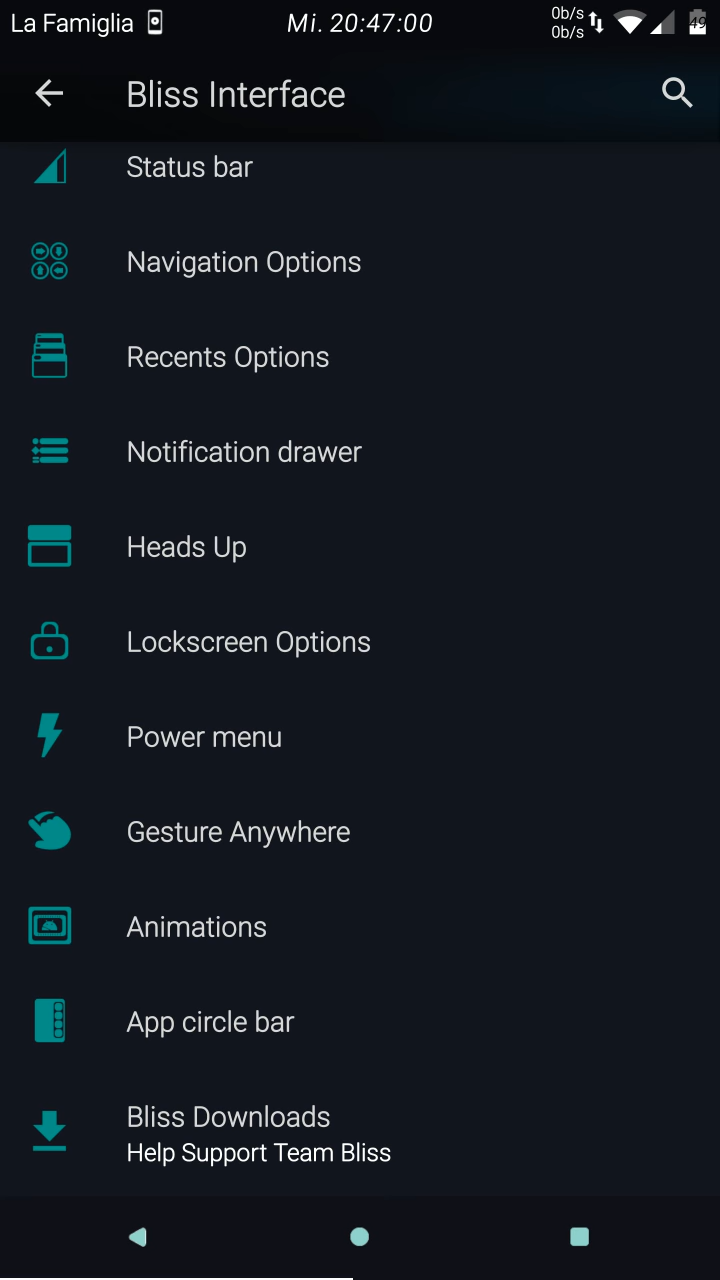 La Famiglia
Mi. 20:47:00
0b/s
0b/s
49
Bliss Interface
Status bar
Navigation Options
Recents Options
Notification drawer
Heads Up
Lockscreen Options
Power menu
Gesture Anywhere
Animations
App circle bar
Bliss Downloads
Help Support Team Bliss